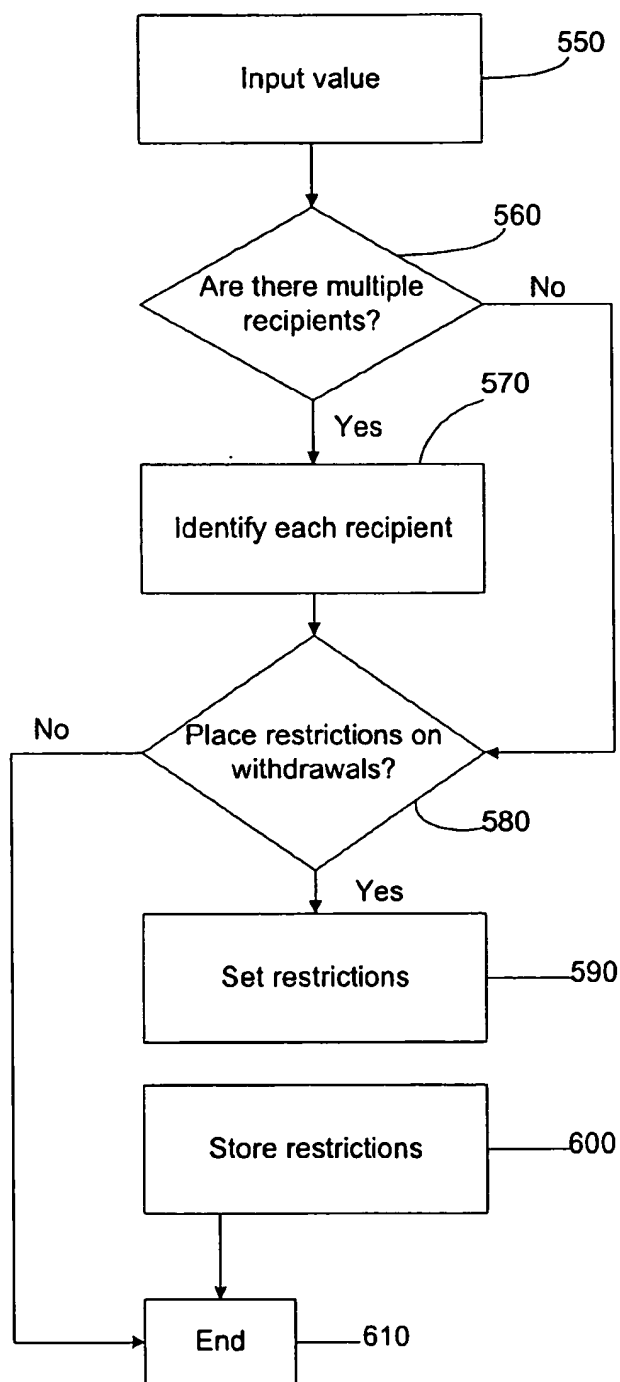 Input value
550
560
Are there multiple
recipients?
No
570
Yes
Identify each recipient
No
Place restrictions on
withdrawals?
580
Yes
Set restrictions
590
Store restrictions
600
End
610